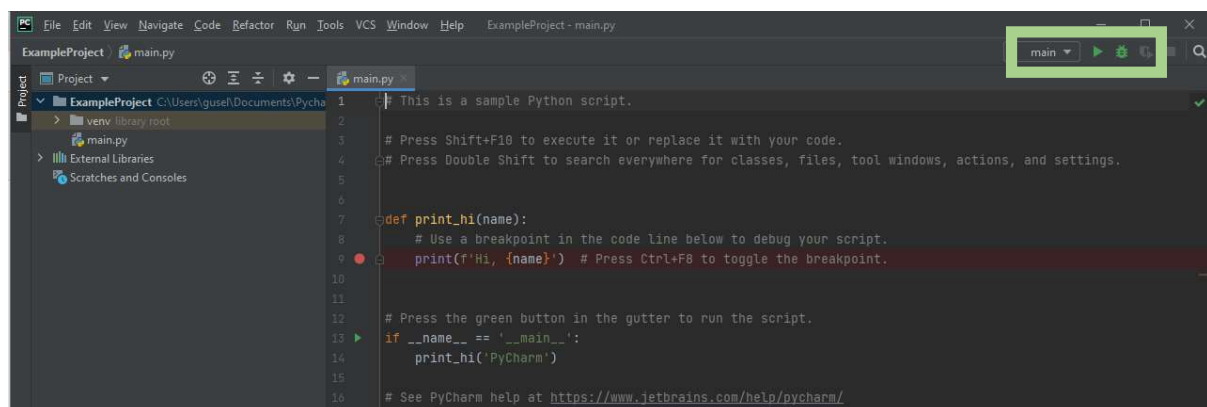 PC File Edit View Navigate Code Refactor Run Tools VCS Window Help ExampleProject - main.py
ExampleProject main.py main
Project
Project main.py
ExampleProject C:\Users\gusel\Documents\Pycha
venv library root
main.py
External Libraries
Scratches and Consoles
1 # This is a sample Python script.
2
3 # Press Shift+F10 to execute it or replace it with your code.
4 # Press Double Shift to search everywhere for classes, files, tool windows, actions, and settings.
5
6
7 def print_hi(name):
8 # Use a breakpoint in the code line below to debug your script.
9 print(f'Hi, {name}') # Press Ctrl+F8 to toggle the breakpoint.
10
11
12 # Press the green button in the gutter to run the script.
13 if __name__ == '__main__':
14 print_hi('PyCharm')
15
16 # See PyCharm help at https://www.jetbrains.com/help/pycharm/